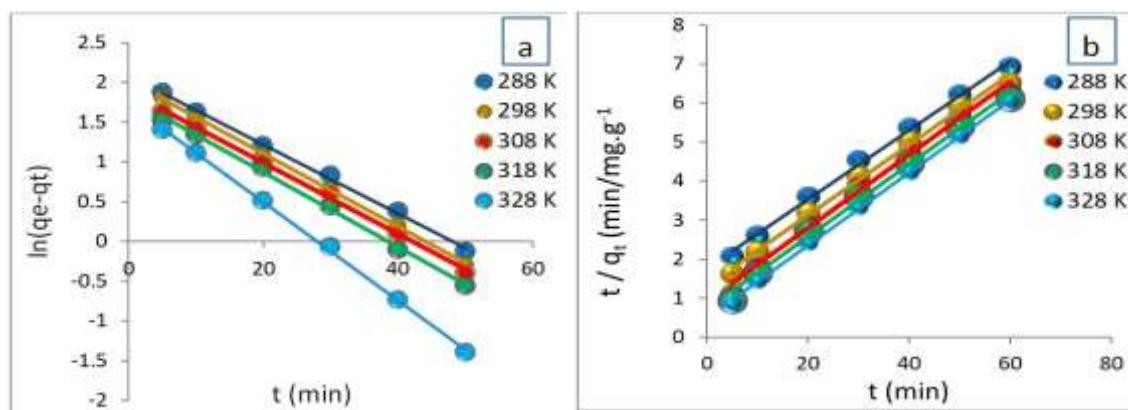 a
2.5
2
1.5
1
0.5
0
-0.5
-1
-1.5
-2
0
20
40
60
ln(qe-qt)
t (min)
288 K
298 K
308 K
318 K
328 K
b
8
7
6
5
4
3
2
1
0
0
20
40
60
80
t / qₜ (min/mg.g⁻¹)
t (min)
288 K
298 K
308 K
318 K
328 K